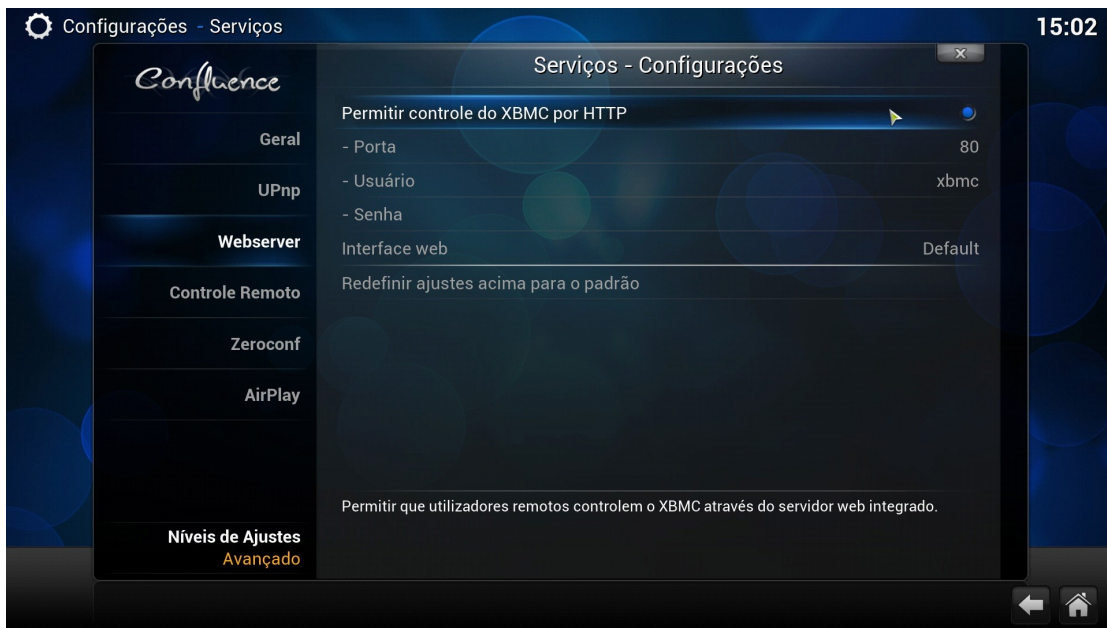 Configurações - Serviços
15:02
Confluence
Serviços - Configurações
x
Geral
UPnp
Webserver
Controle Remoto
Zeroconf
AirPlay
Níveis de Ajustes
Avançado
Permitir controle do XBMC por HTTP
- Porta 80
- Usuário xbmc
- Senha
Interface web Default
Redefinir ajustes acima para o padrão
Permitir que utilizadores remotos controlem o XBMC através do servidor web integrado.